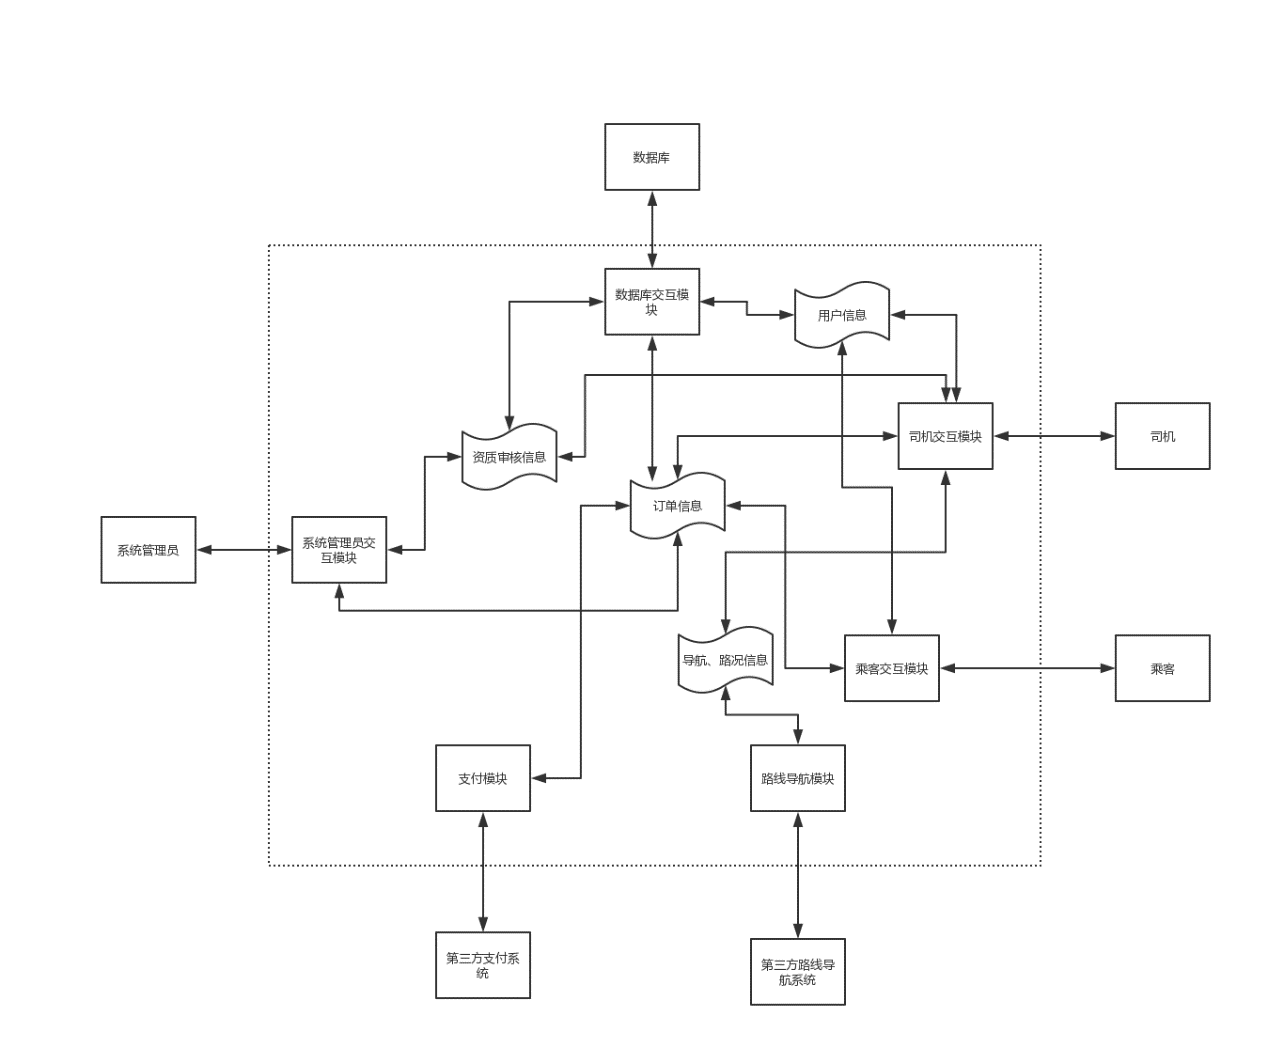 数据库
数据库交互模
块
用户信息
司机交互模块
司机
资质审核信息
订单信息
系统管理员
系统管理员交
互模块
导航、路况信息
乘客交互模块
乘客
支付模块
路线导航模块
第三方支付系
统
第三方路线导
航系统